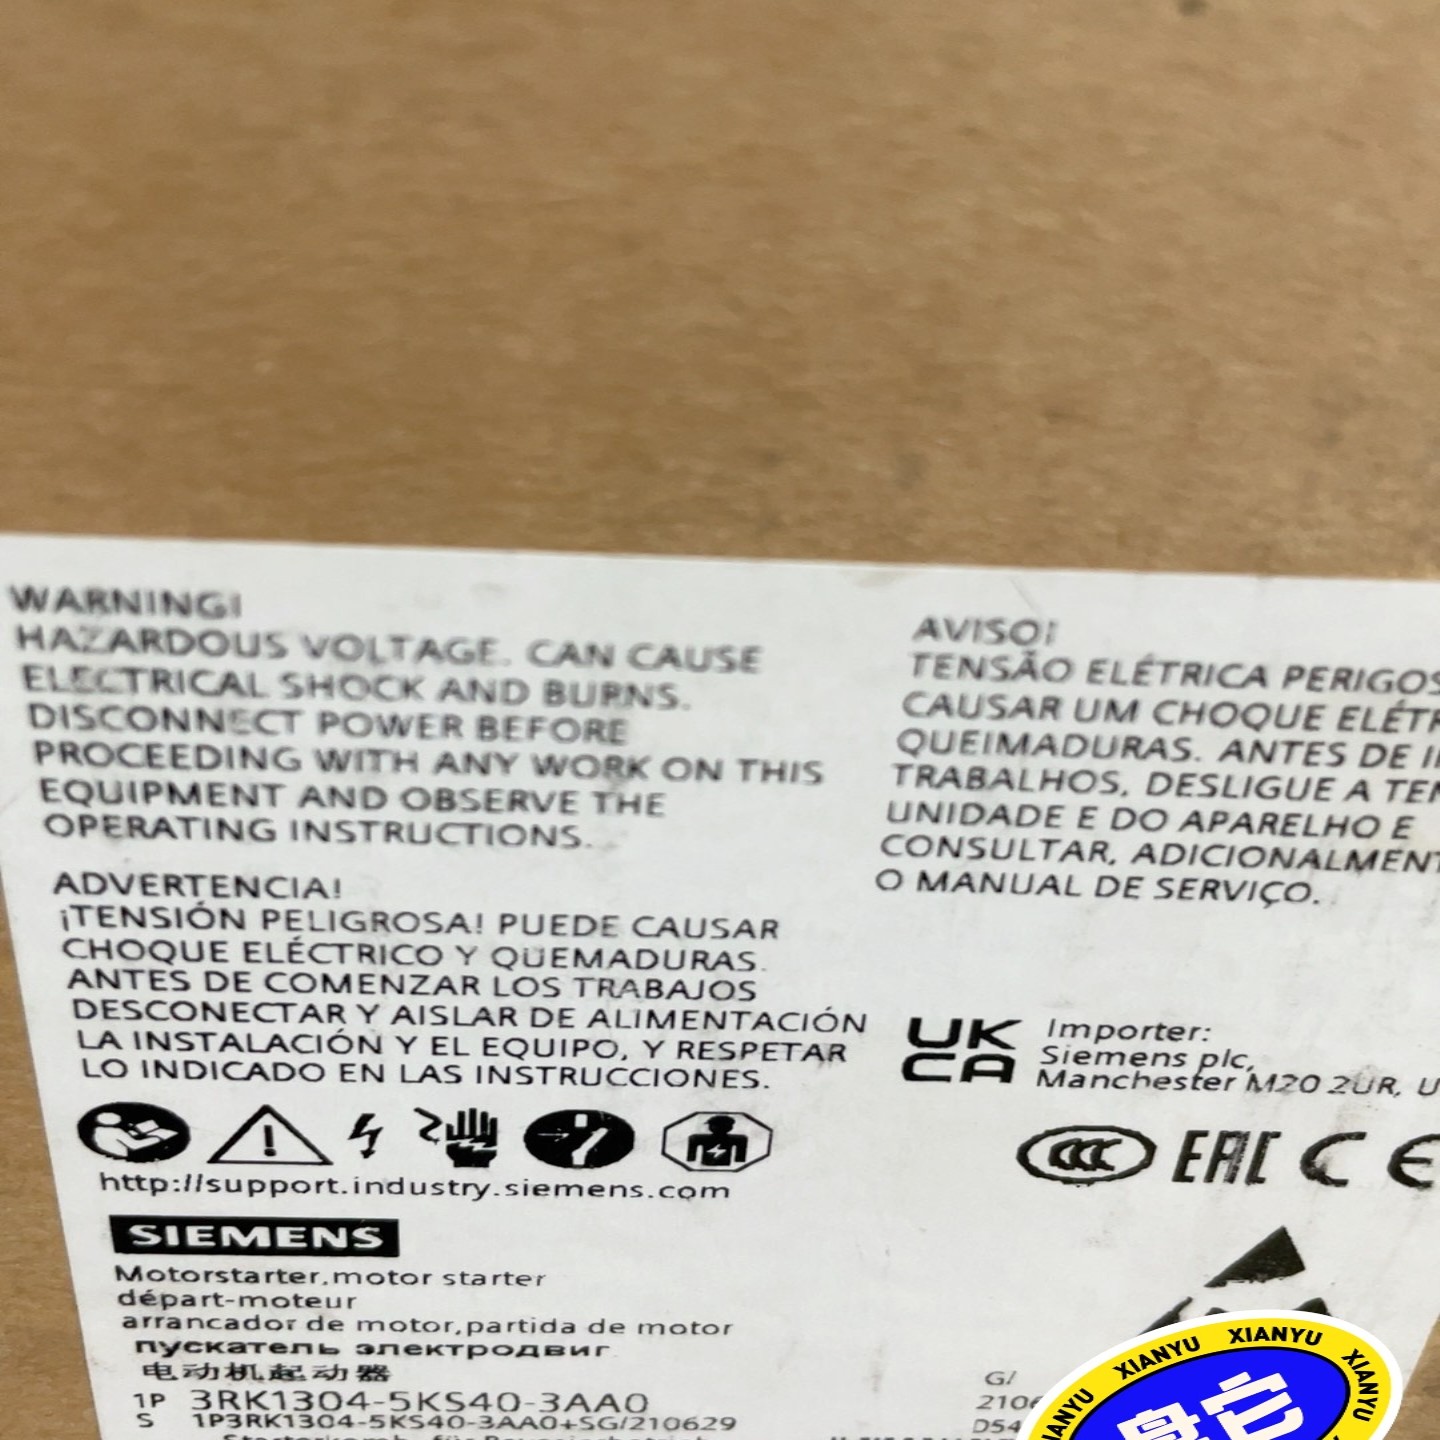 WARNING!
HAZARDOUS VOLTAGE. CAN CAUSE
ELECTRICAL SHOCK AND BURNS.
DISCONNECT POWER BEFORE
PROCEEDING WITH ANY WORK ON THIS
EQUIPMENT AND OBSERVE THE
OPERATING INSTRUCTIONS.
ADVERTENCIA!
¡TENSIÓN PELIGROSA! PUEDE CAUSAR
CHOQUE ELÉCTRICO Y QUEMADURAS.
ANTES DE COMENZAR LOS TRABAJOS
DESCONECTAR Y AISLAR DE ALIMENTACIÓN
LA INSTALACIÓN Y EL EQUIPO, Y RESPETAR
LO INDICADO EN LAS INSTRUCCIONES.
http://support.industry.siemens.com
SIEMENS
Motorstarter,motor starter
départ-moteur
arrancador de motor,partida de motor
пускатель электродвиг.
电动机起动器
1P 3RK1304-5KS40-3AA0
S 1P3RK1304-5KS40-3AA0+SG/210629
AVISO!
TENSÃO ELÉTRICA PERIGOS
CAUSAR UM CHOQUE ELÉTR
QUEIMADURAS. ANTES DE I
TRABALHOS, DESLIGUE A TE
UNIDADE E DO APARELHO E
CONSULTAR, ADICIONALMENT
O MANUAL DE SERVIÇO.
UK
CA
Importer:
Siemens plc,
Manchester M20 2UR, U
CCC EAC CE
G/
210
D54
XIANYU XIANYU XIANYU XIANYU